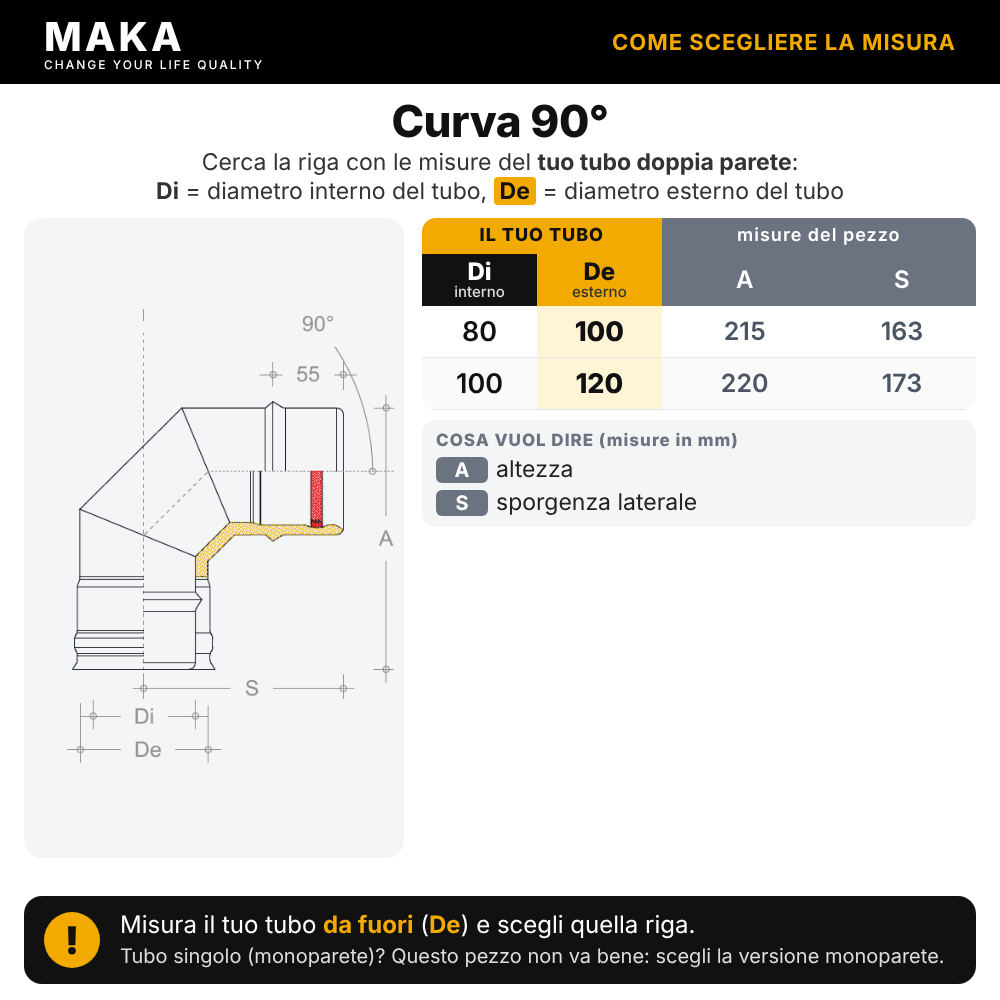 MAKA
CHANGE YOUR LIFE QUALITY
COME SCEGLIERE LA MISURA
Curva 90°
Cerca la riga con le misure del tuo tubo doppia parete:
Di = diametro interno del tubo, De = diametro esterno del tubo
90°
55
A
S
Di
De
IL TUO TUBO misure del pezzo
Di De A S
interno esterno
80 100 215 163
100 120 220 173
COSA VUOL DIRE (misure in mm)
A altezza
S sporgenza laterale
! Misura il tuo tubo da fuori (De) e scegli quella riga.
Tubo singolo (monoparete)? Questo pezzo non va bene: scegli la versione monoparete.